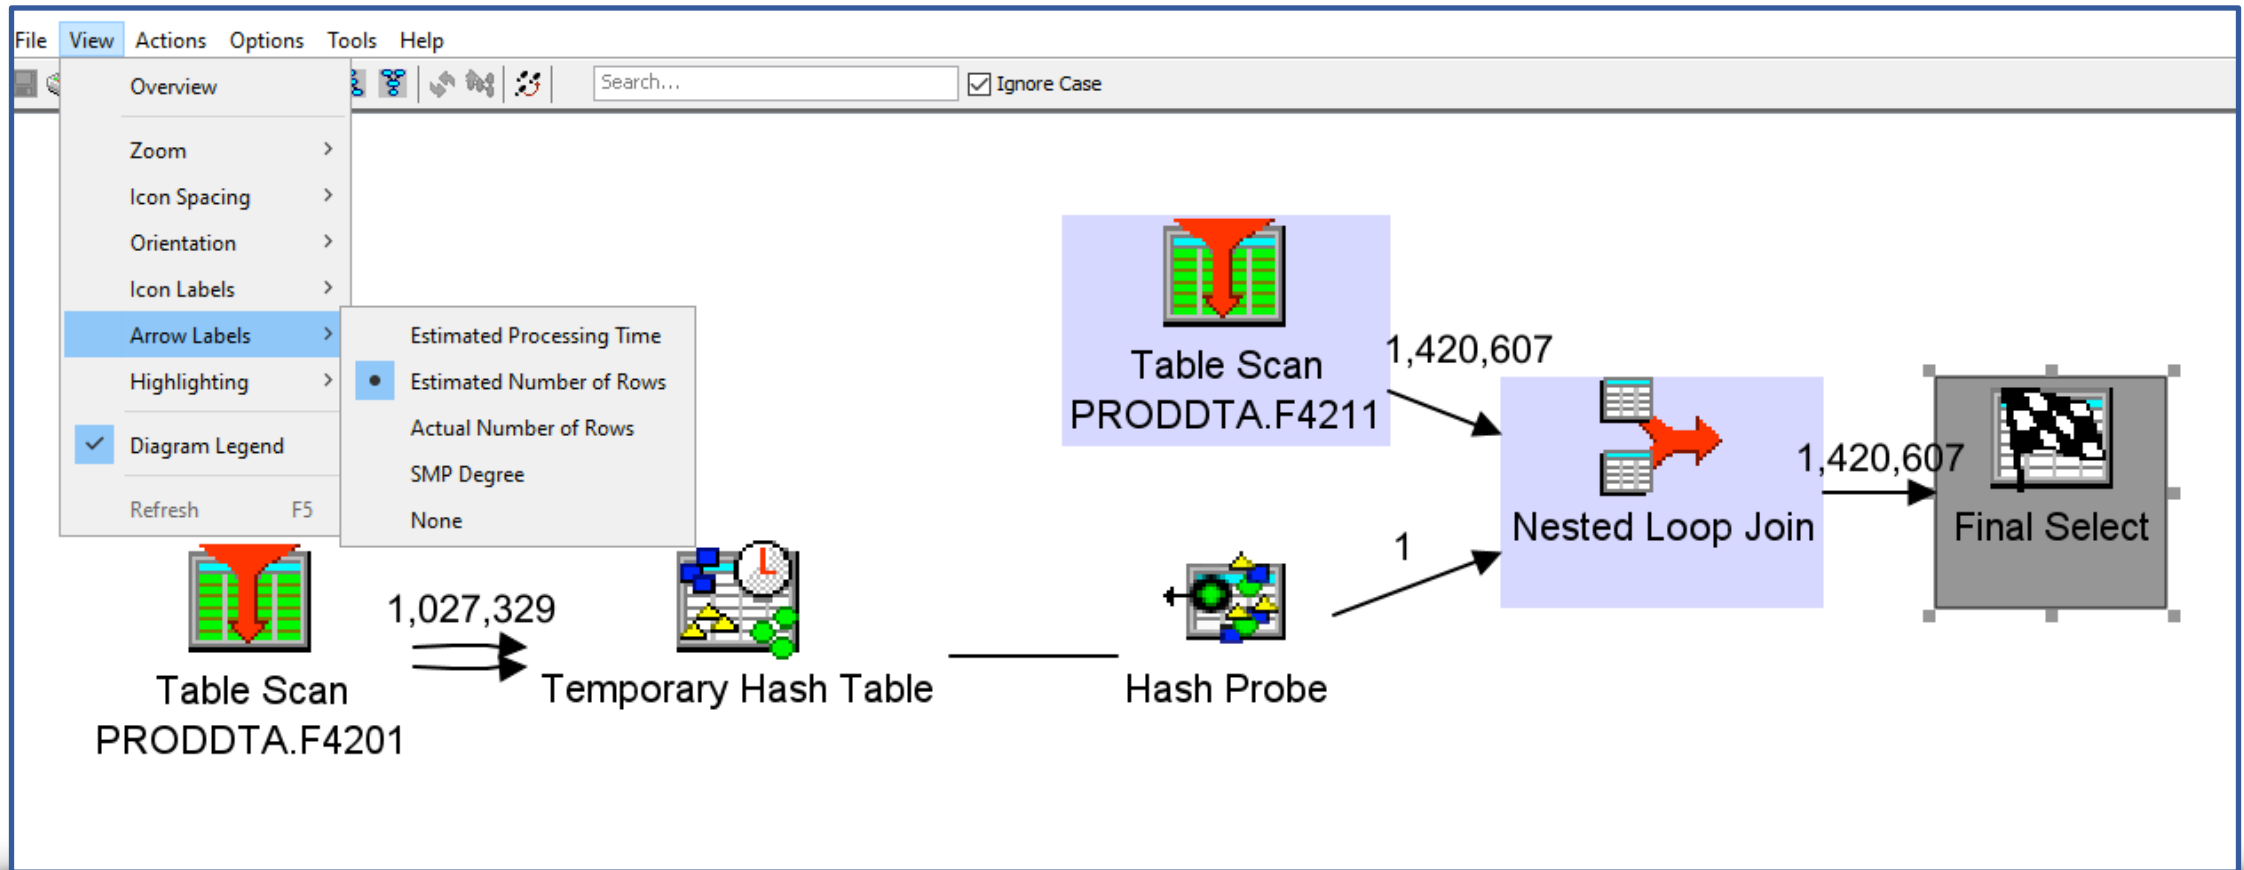 File View Actions Options Tools Help
Search... Ignore Case
Overview
Zoom
Icon Spacing
Orientation
Icon Labels
Arrow Labels
Highlighting
Diagram Legend
Refresh F5
Estimated Processing Time
Estimated Number of Rows
Actual Number of Rows
SMP Degree
None
Table Scan
PRODDTA.F4211
1,420,607
Nested Loop Join
1,420,607
Final Select
Table Scan
PRODDTA.F4201
1,027,329
Temporary Hash Table
Hash Probe
1